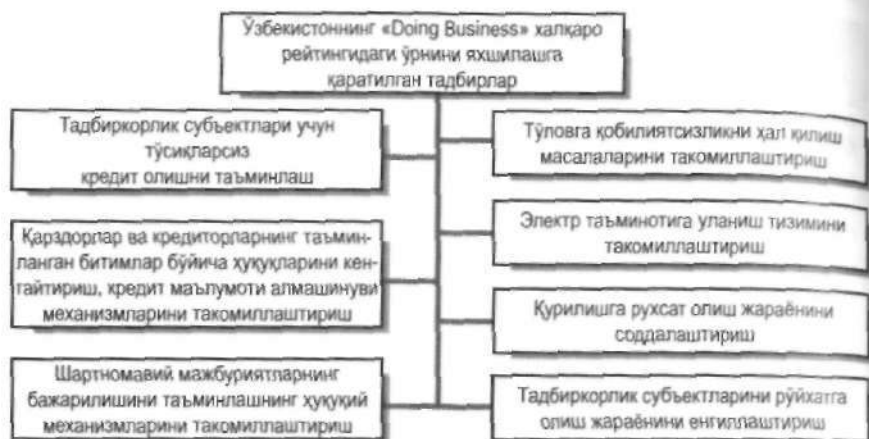 Ўзбекистоннинг «Doing Business» халқаро
рейтингидаги ўрнини яхшилашга
қаратилган тадбирлар
Тадбиркорлик субъектлари учун
тўсиқларсиз
кредит олишни таъминлаш
Қарздорлар ва кредиторларнинг таъмин-
ланган битимлар бўйича ҳуқуқларини кен-
гайтириш, кредит маълумоти алмашинуви
механизмларини такомиллаштириш
Шартномавий мажбуриятларнинг
бажарилишини таъминлашнинг ҳуқуқий
механизмларини такомиллаштириш
Тўловга қобилиятсизликни ҳал қилиш
масалаларини такомиллаштириш
Электр таъминотига уланиш тизимини
такомиллаштириш
Қурилишга рухсат олиш жараёнини
соддалаштириш
Тадбиркорлик субъектларини рўйхатга
олиш жараёнини енгиллаштириш